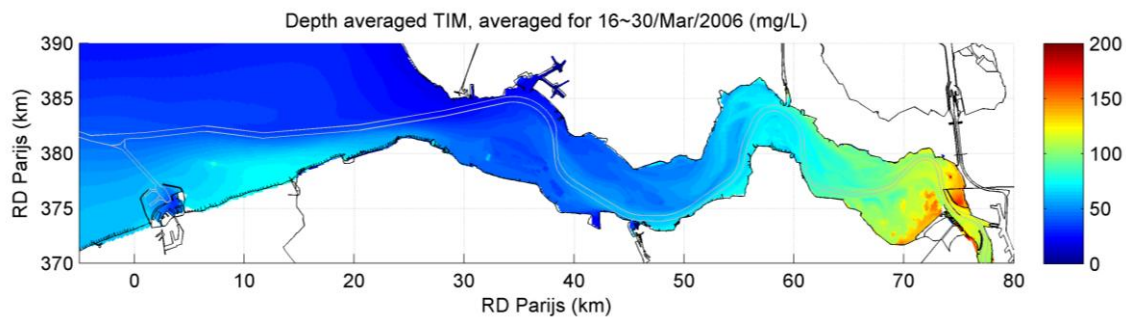 Depth averaged TIM, averaged for 16~30/Mar/2006 (mg/L)
390
385
380
375
370
RD Parijs (km)
0 10 20 30 40 50 60 70 80
RD Parijs (km)
200
150
100
50
0